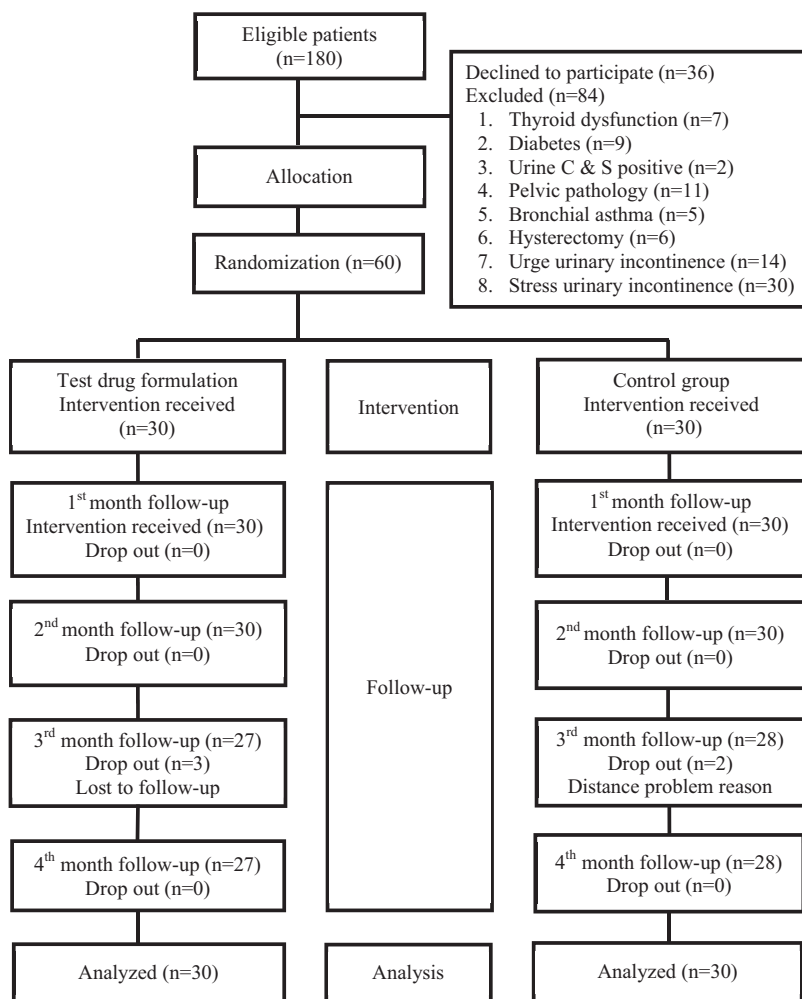 Eligible patients
(n=180)
Declined to participate (n=36)
Excluded (n=84)
1. Thyroid dysfunction (n=7)
2. Diabetes (n=9)
3. Urine C & S positive (n=2)
4. Pelvic pathology (n=11)
5. Bronchial asthma (n=5)
6. Hysterectomy (n=6)
7. Urge urinary incontinence (n=14)
8. Stress urinary incontinence (n=30)
Allocation
Randomization (n=60)
Test drug formulation
Intervention received
(n=30)
Intervention
Control group
Intervention received
(n=30)
1st month follow-up
Intervention received (n=30)
Drop out (n=0)
1st month follow-up
Intervention received (n=30)
Drop out (n=0)
2nd month follow-up (n=30)
Drop out (n=0)
Follow-up
2nd month follow-up (n=30)
Drop out (n=0)
3rd month follow-up (n=27)
Drop out (n=3)
Lost to follow-up
3rd month follow-up (n=28)
Drop out (n=2)
Distance problem reason
4th month follow-up (n=27)
Drop out (n=0)
4th month follow-up (n=28)
Drop out (n=0)
Analyzed (n=30)
Analysis
Analyzed (n=30)